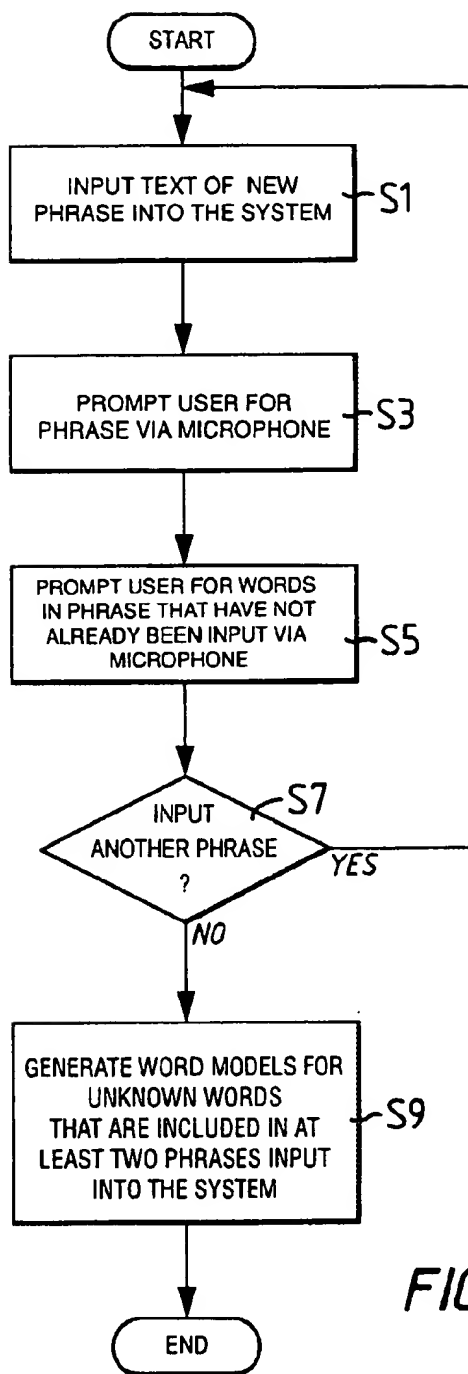 START
INPUT TEXT OF NEW
PHRASE INTO THE SYSTEM
S1
PROMPT USER FOR
PHRASE VIA MICROPHONE
S3
PROMPT USER FOR WORDS
IN PHRASE THAT HAVE NOT
ALREADY BEEN INPUT VIA
MICROPHONE
S5
S7
INPUT
ANOTHER PHRASE
?
YES
NO
GENERATE WORD MODELS FOR
UNKNOWN WORDS
THAT ARE INCLUDED IN AT
LEAST TWO PHRASES INPUT
INTO THE SYSTEM
S9
END